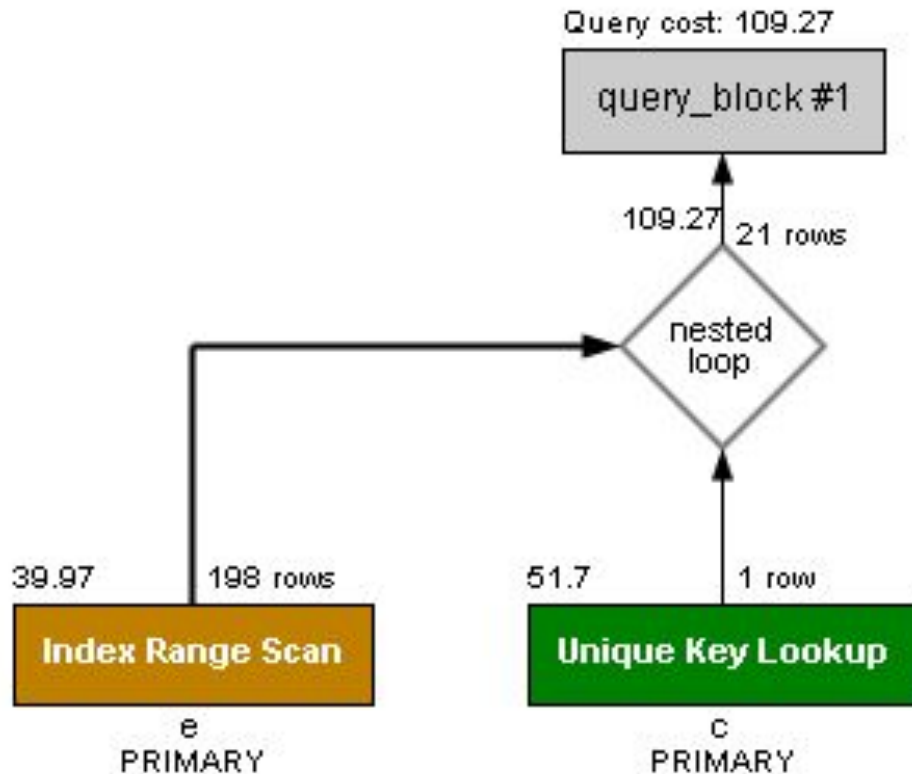 Query cost: 109.27
query_block #1
109.27
21 rows
nested
loop
39.97
198 rows
51.7
1 row
Index Range Scan
Unique Key Lookup
e
PRIMARY
c
PRIMARY